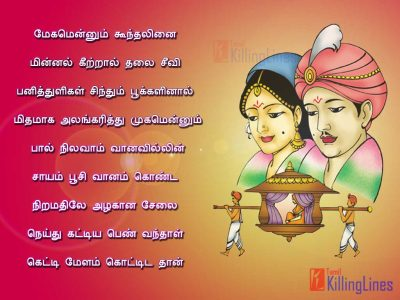 மேகமென்னும் கூந்தலினை
மின்னல் கீற்றால் தலை சீவி
பனித்துளிகள் சிந்தும் பூக்களினால்
மிதமாக அலங்கரித்து முகமென்னும்
பால் நிலவாம் வானவில்லின்
சாயம் பூசி வானம் கொண்ட
நிறமதிலே அழகான சேலை
நெய்து கட்டிய பெண் வந்தாள்
கெட்டி மேளம் கொட்டிட தான்
Tamil
KillingLines
Tamil
KillingLines